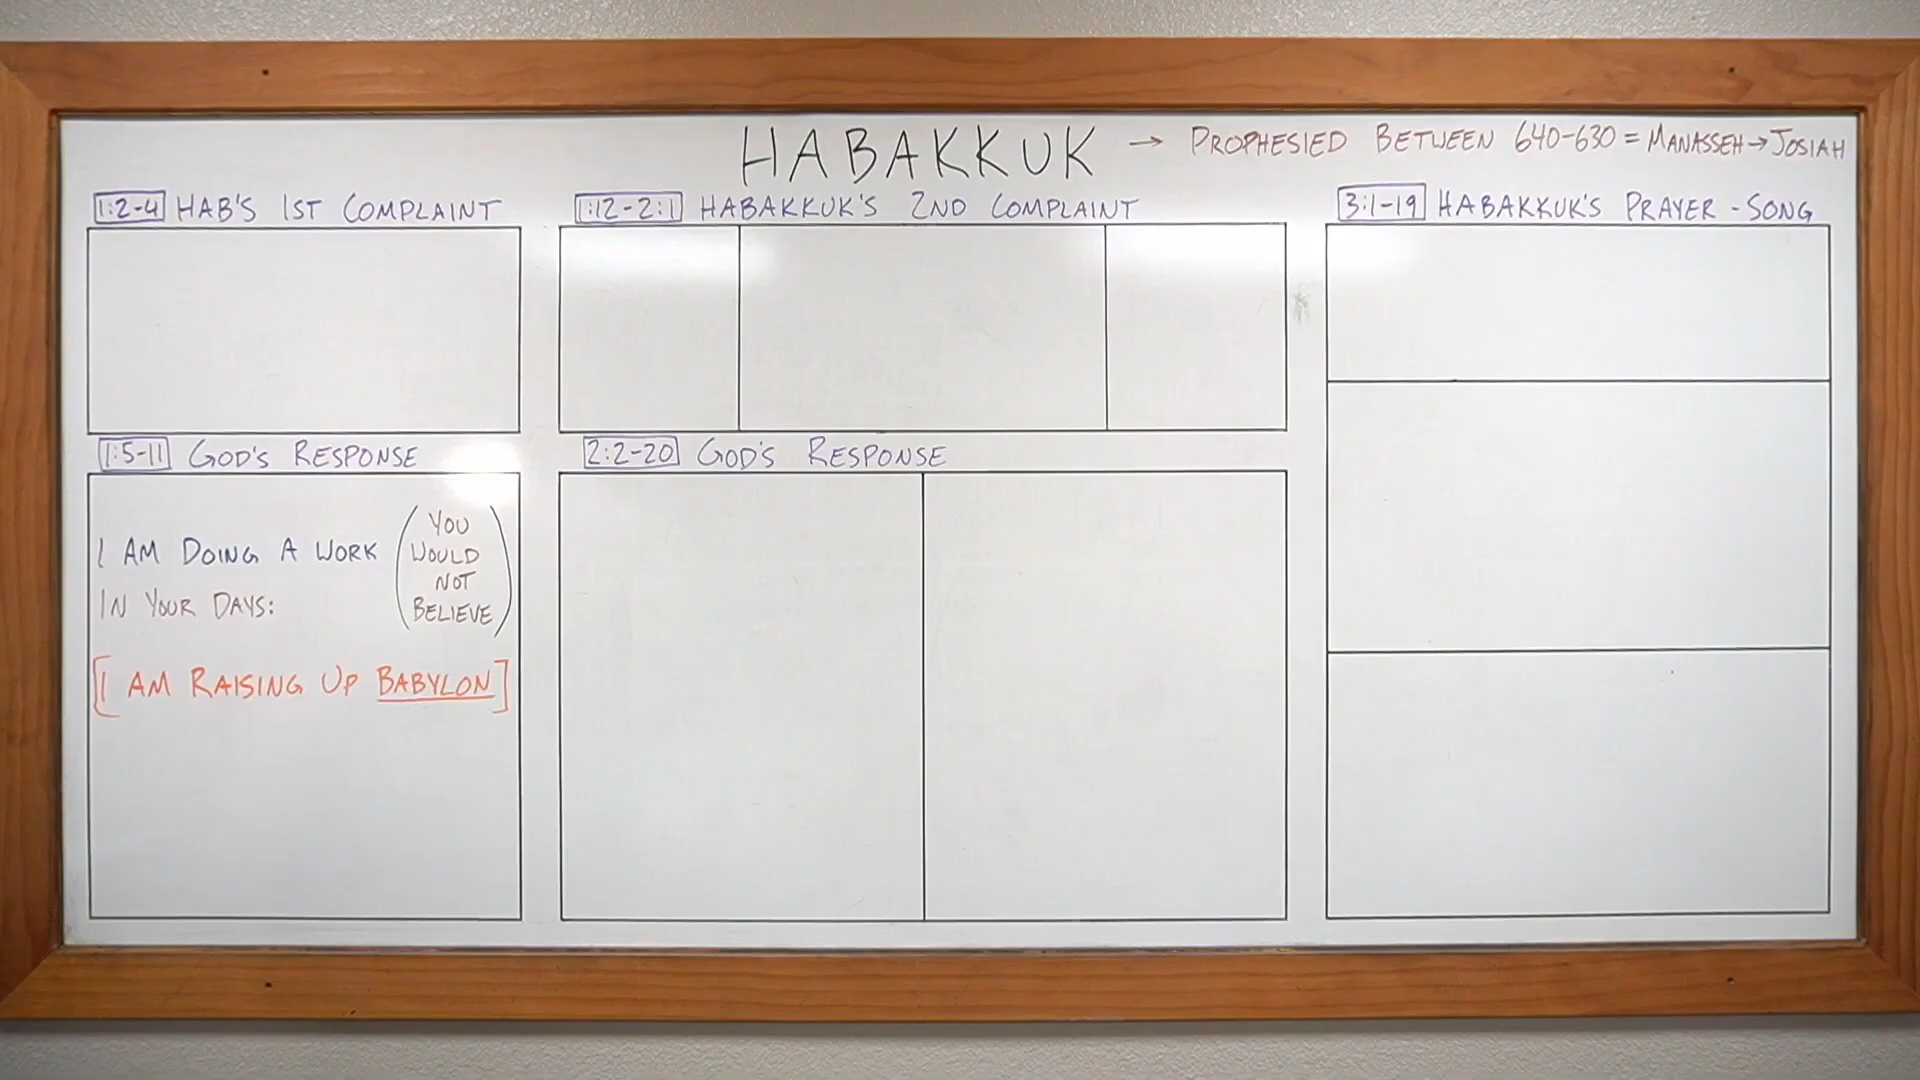 HABAKKUK → PROPHESIED BETWEEN 640-630 = MANASSEH → JOSIAH
1:2-4 HAB'S 1ST COMPLAINT
1:5-11 GOD'S RESPONSE
I AM DOING A WORK
IN YOUR DAYS:
(YOU
WOULD
NOT
BELIEVE)
[I AM RAISING UP BABYLON]
1:12-2:1 HABAKKUK'S 2ND COMPLAINT
2:2-20 GOD'S RESPONSE
3:1-19 HABAKKUK'S PRAYER - SONG